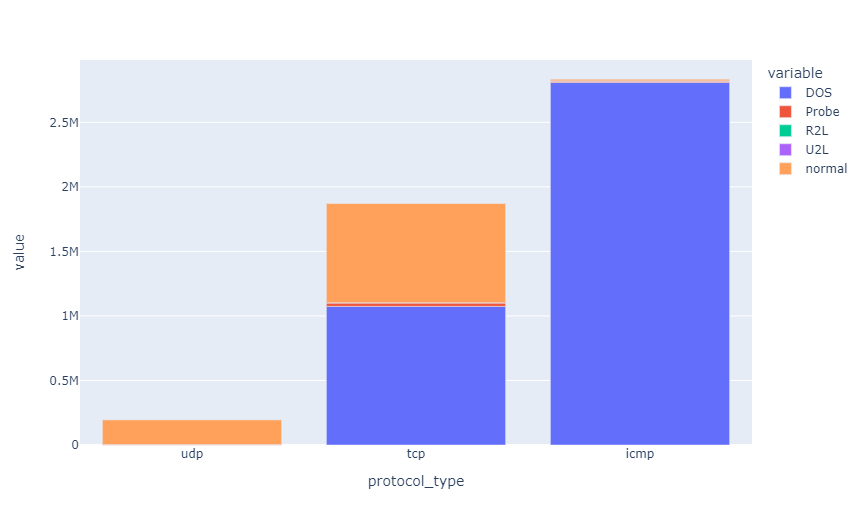 variable
DOS
Probe
R2L
U2L
normal
2.5M
2M
1.5M
1M
0.5M
0
value
udp
tcp
icmp
protocol_type